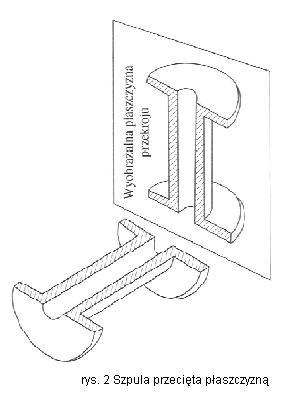 Wyobrażalna płaszczyzna
przekroju
rys. 2 Szpula przecięta płaszczyzną